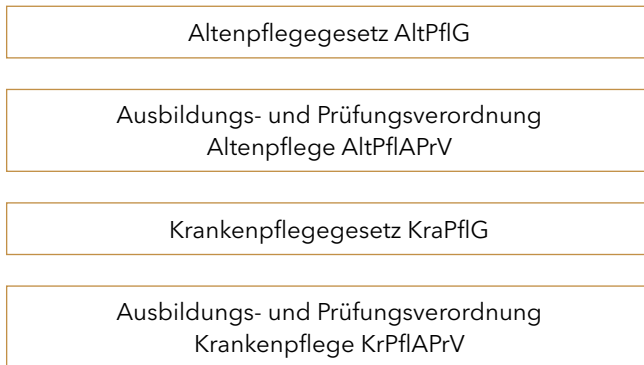 Altenpflegegesetz AltPflG
Ausbildungs- und Prüfungsverordnung
Altenpflege AltPflAPrV
Krankenpflegegesetz KraPflG
Ausbildungs- und Prüfungsverordnung
Krankenpflege KrPflAPrV